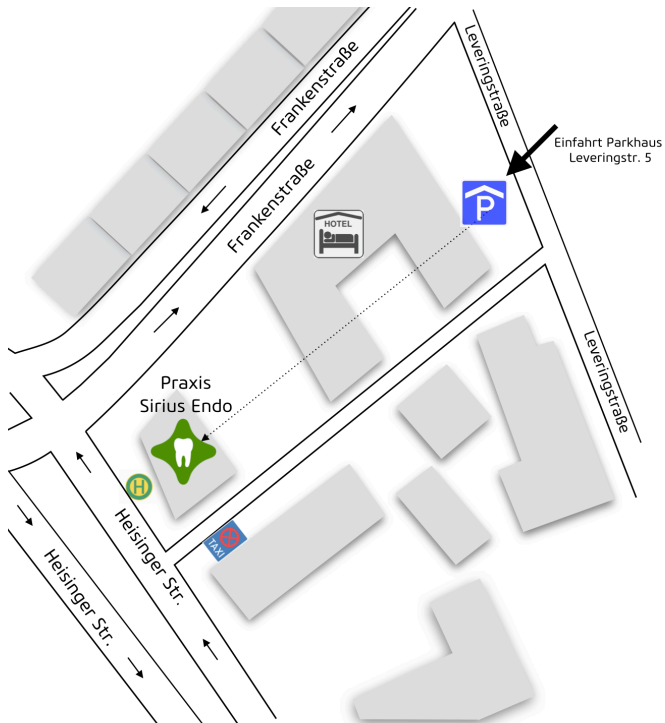 Frankenstraße
Leveringstraße
Einfahrt Parkhaus
Leveringstr. 5
Frankenstraße
P
HOTEL
Leveringstraße
Praxis
Sirius Endo
H
TAXI
Heisinger Str.
Heisinger Str.